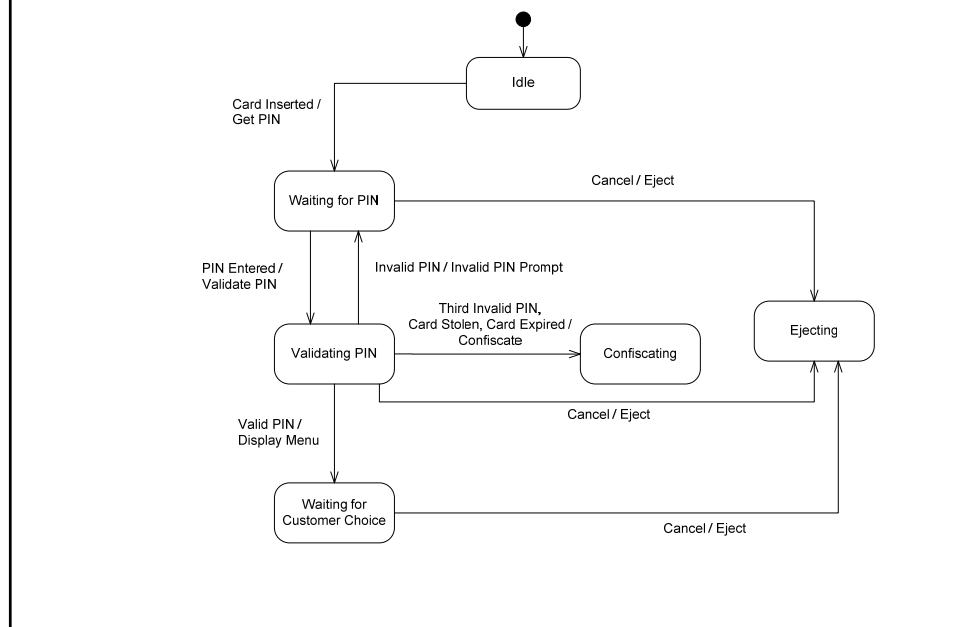 Idle
Card Inserted /
Get PIN
Cancel / Eject
Waiting for PIN
PIN Entered /
Validate PIN
Invalid PIN / Invalid PIN Prompt
Third Invalid PIN,
Card Stolen, Card Expired /
Confiscate
Ejecting
Validating PIN
Confiscating
Cancel / Eject
Valid PIN /
Display Menu
Waiting for
Customer Choice
Cancel / Eject